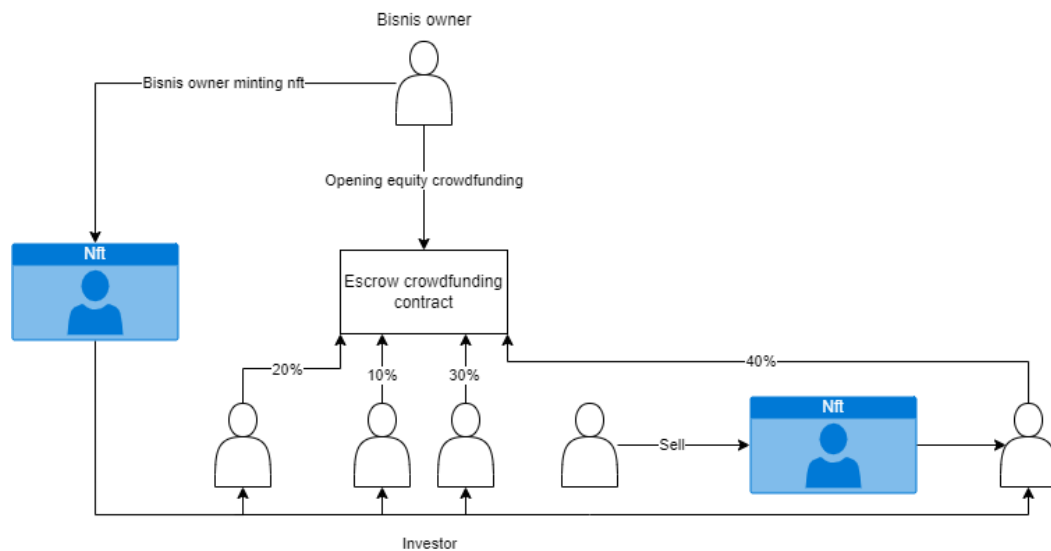 Bisnis owner
Bisnis owner minting nft
Opening equity crowdfunding
Nft
Escrow crowdfunding
contract
20%
10%
30%
40%
Nft
Sell
Investor